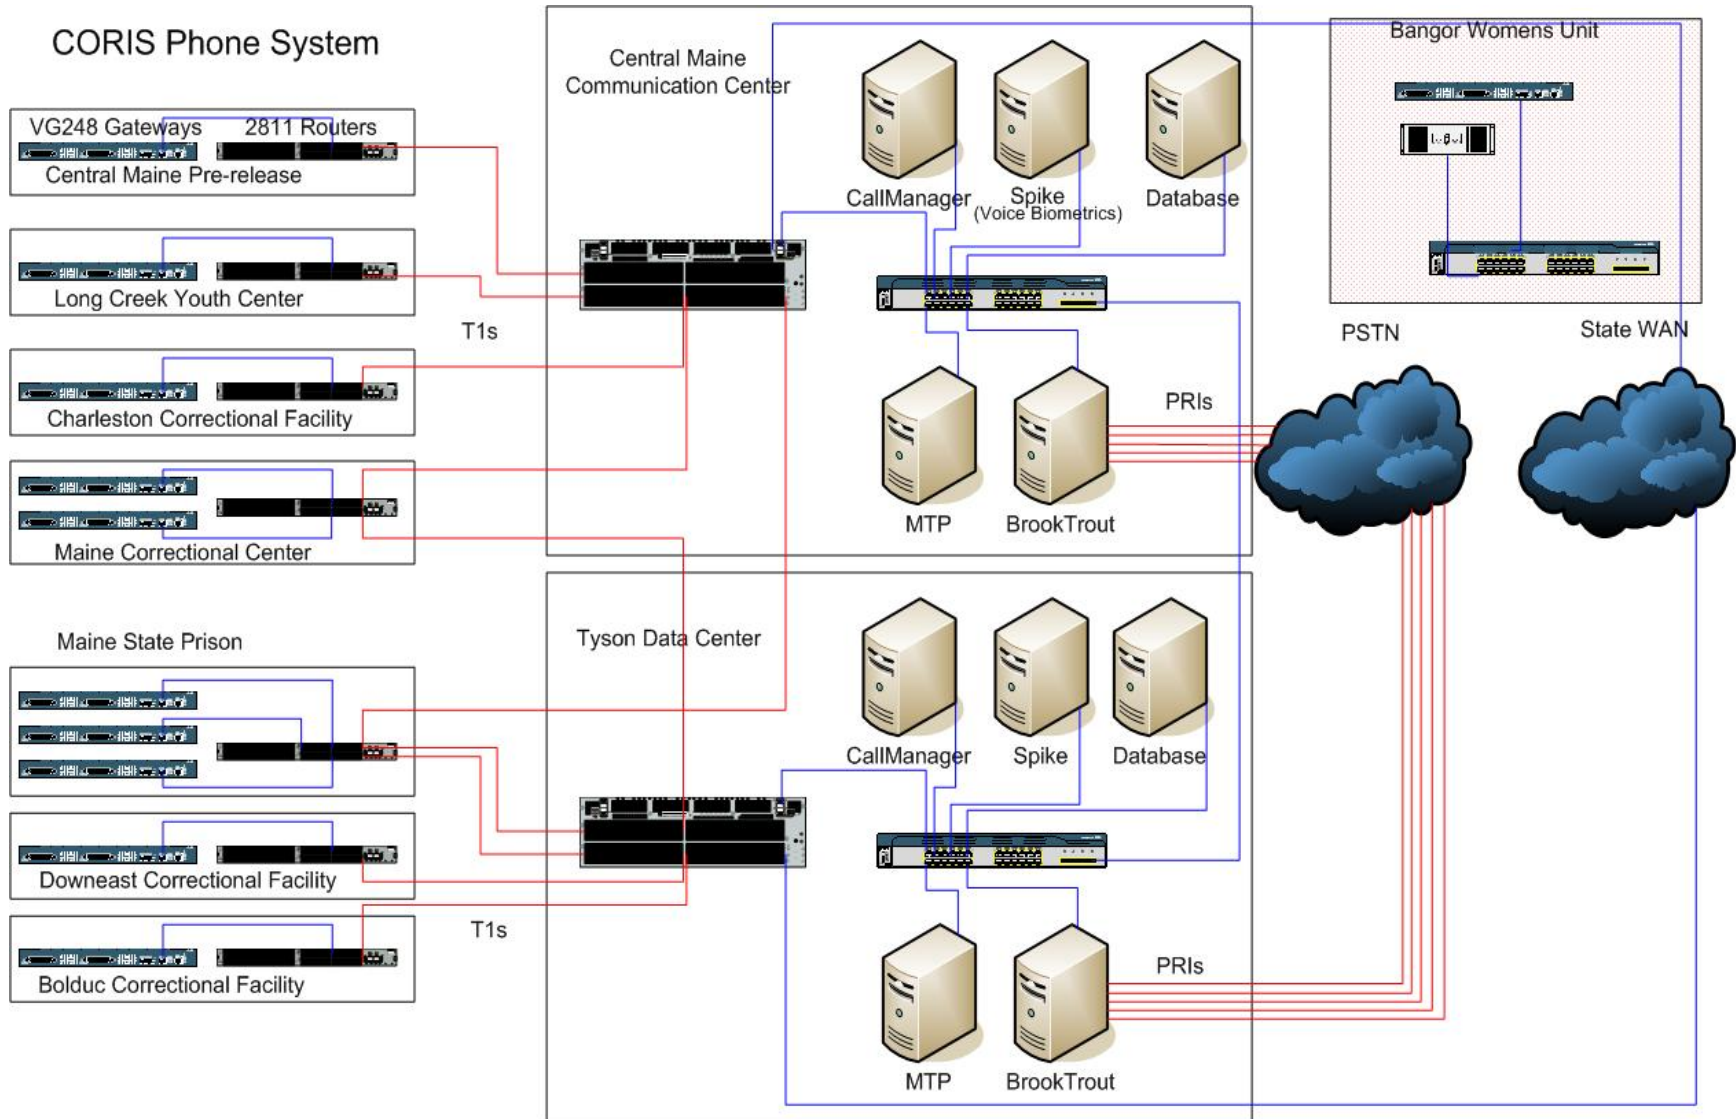 CORIS Phone System
VG248 Gateways
2811 Routers
Central Maine Pre-release
Long Creek Youth Center
T1s
Charleston Correctional Facility
Maine Correctional Center
Maine State Prison
Downeast Correctional Facility
T1s
Bolduc Correctional Facility
Central Maine
Communication Center
CallManager
Spike
(Voice Biometrics)
Database
MTP
BrookTrout
PRIs
Tyson Data Center
CallManager
Spike
Database
MTP
BrookTrout
PRIs
Bangor Womens Unit
PSTN
State WAN